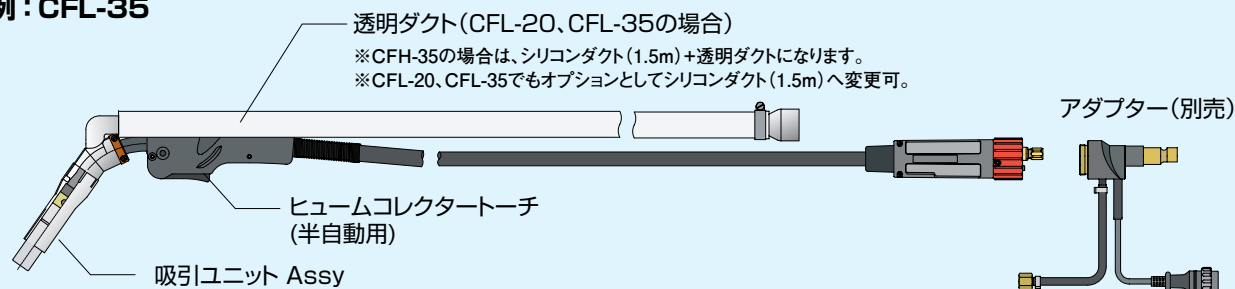 例：CFL-35
透明ダクト（CFL-20、CFL-35の場合）
※CFH-35の場合は、シリコンダクト（1.5m）+透明ダクトになります。
※CFL-20、CFL-35でもオプションとしてシリコンダクト（1.5m）へ変更可。
アダプター（別売）
ヒュームコレクタートーチ
(半自動用)
吸引ユニット Assy